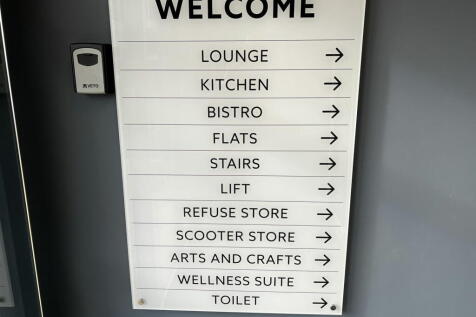 WELCOME
LOUNGE →
KITCHEN →
BISTRO →
FLATS →
STAIRS →
LIFT →
REFUSE STORE →
SCOOTER STORE →
ARTS AND CRAFTS →
WELLNESS SUITE →
TOILET →